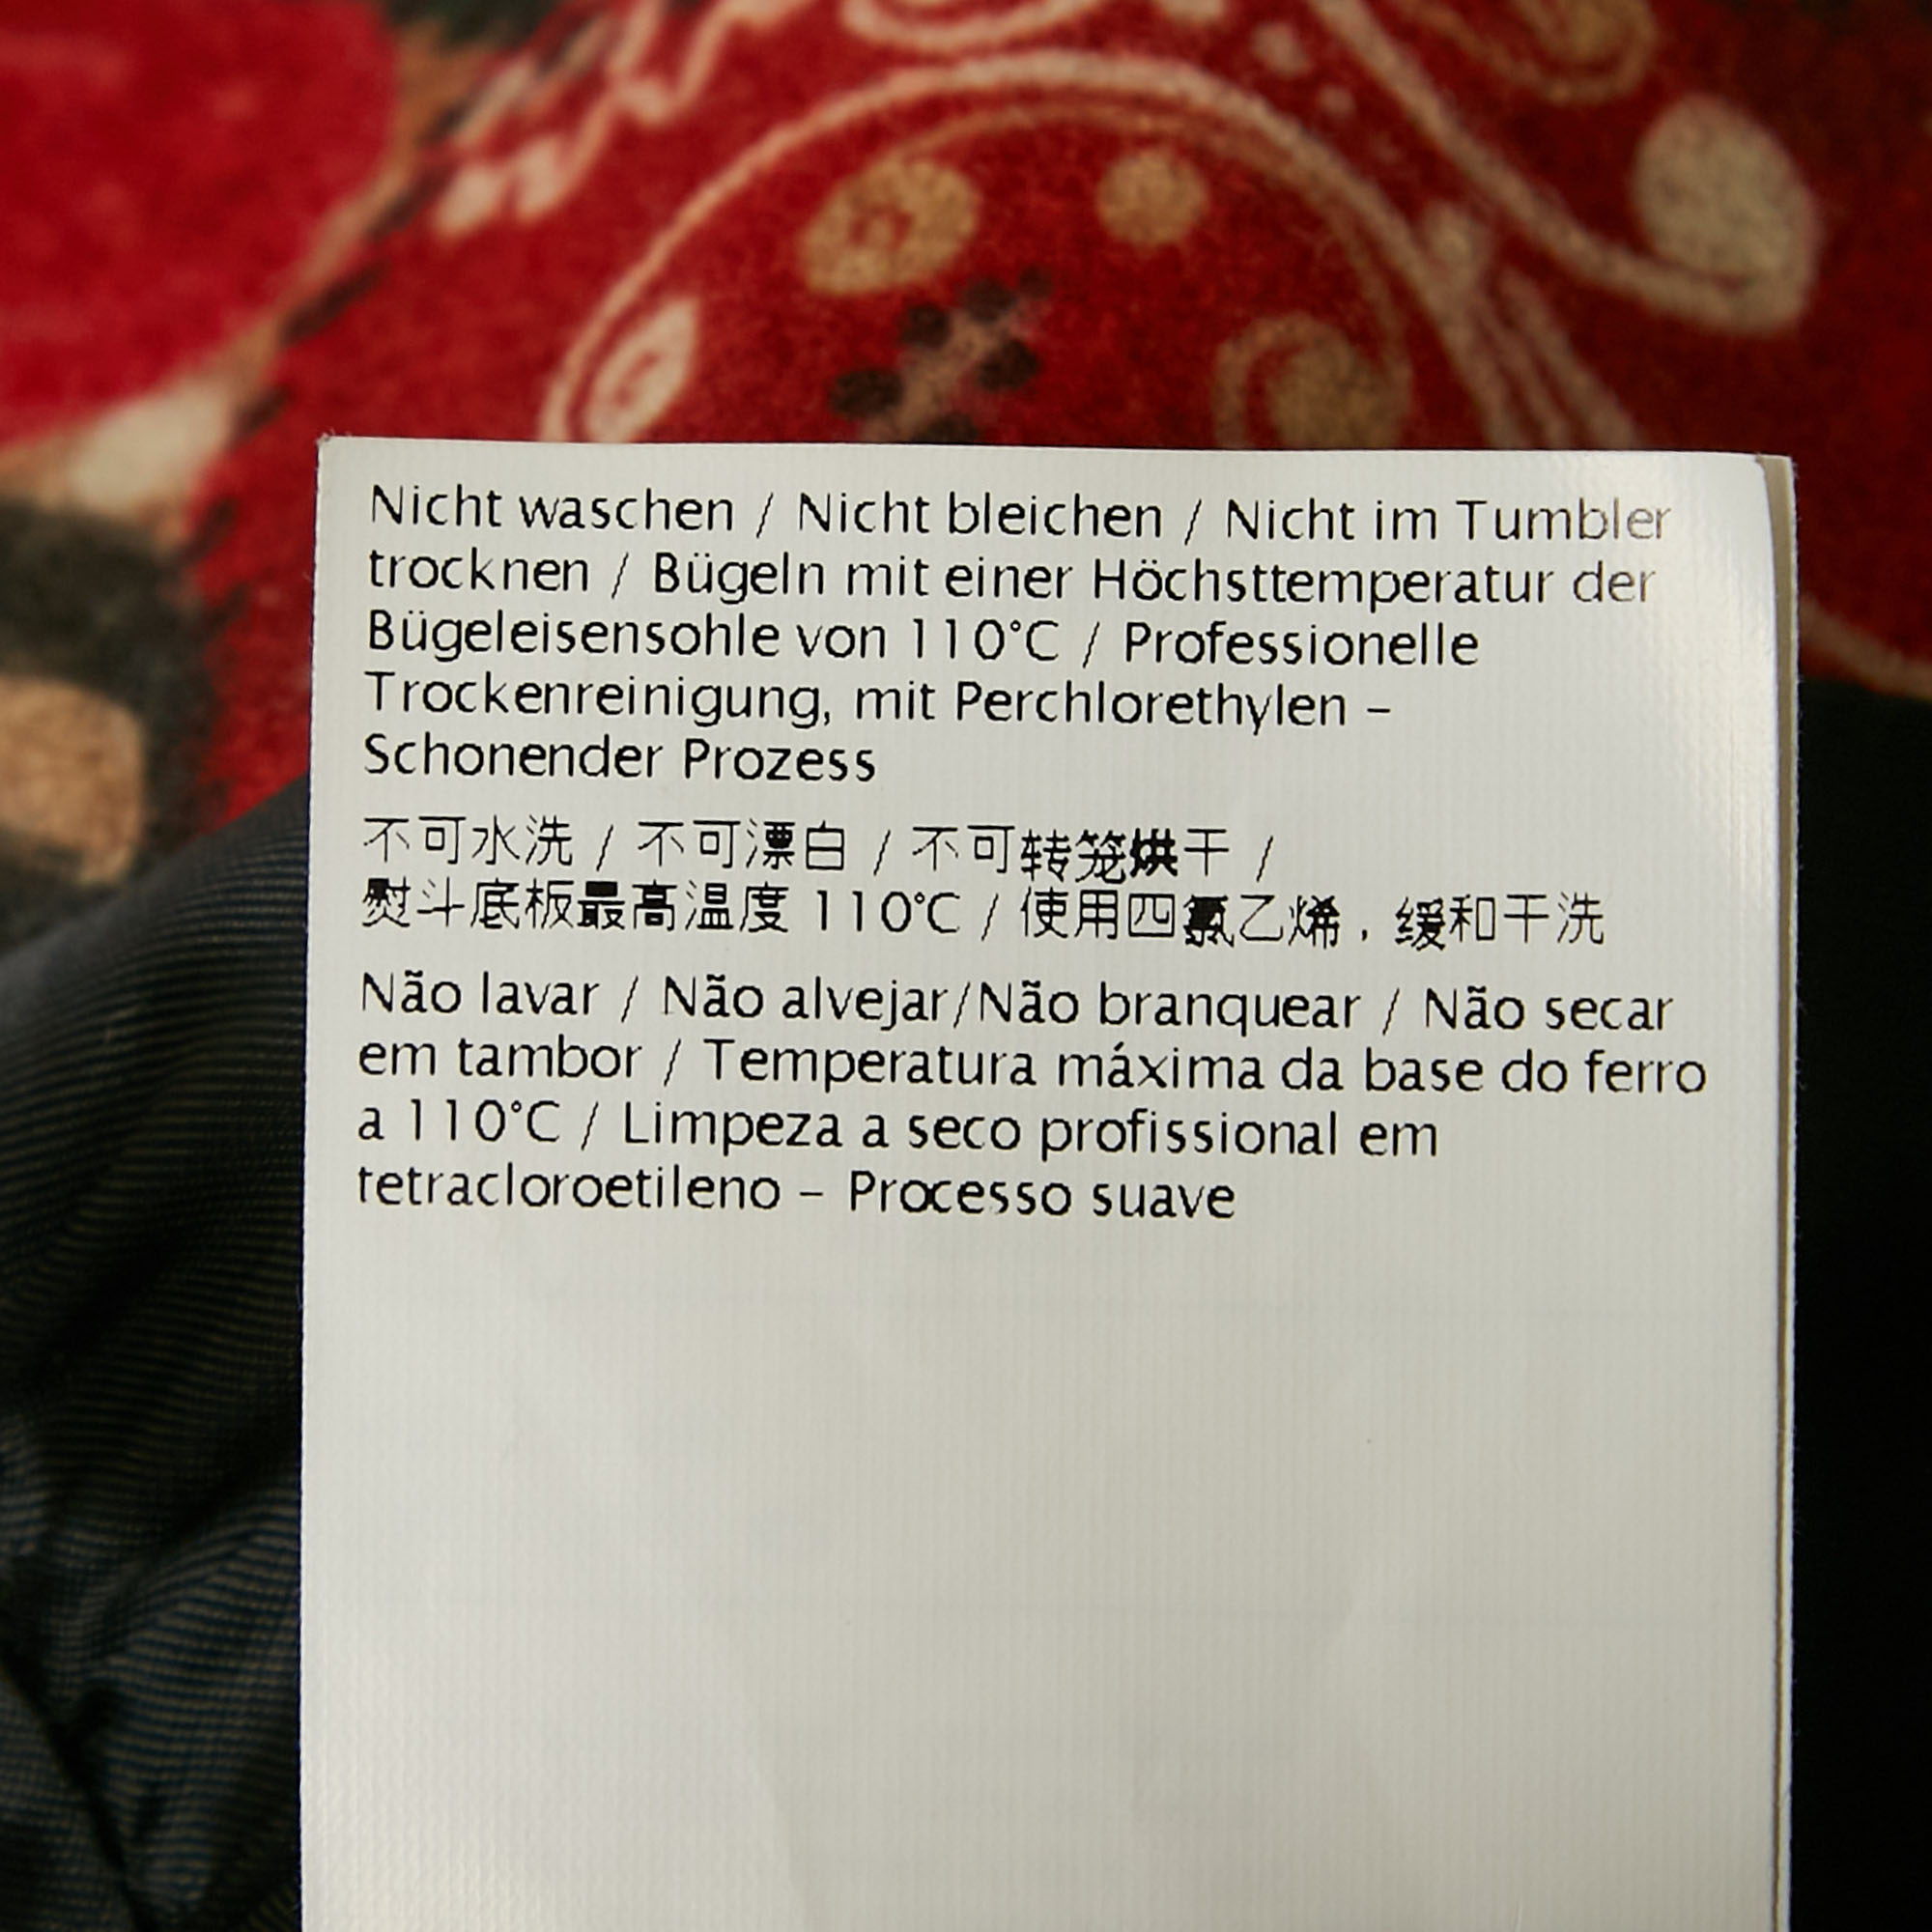 Nicht waschen / Nicht bleichen / Nicht im Tumbler
trocknen / Bügeln mit einer Höchsttemperatur der
Bügeleisensohle von 110°C / Professionelle
Trockenreinigung, mit Perchlorethylen –
Schonender Prozess
不可水洗 / 不可漂白 / 不可转笼烘干 /
熨斗底板最高温度 110°C / 使用四氯乙烯 , 缓和干洗
Não lavar / Não alvejar/Não branquear / Não secar
em tambor / Temperatura máxima da base do ferro
a 110°C / Limpeza a seco profissional em
tetracloroetileno – Processo suave